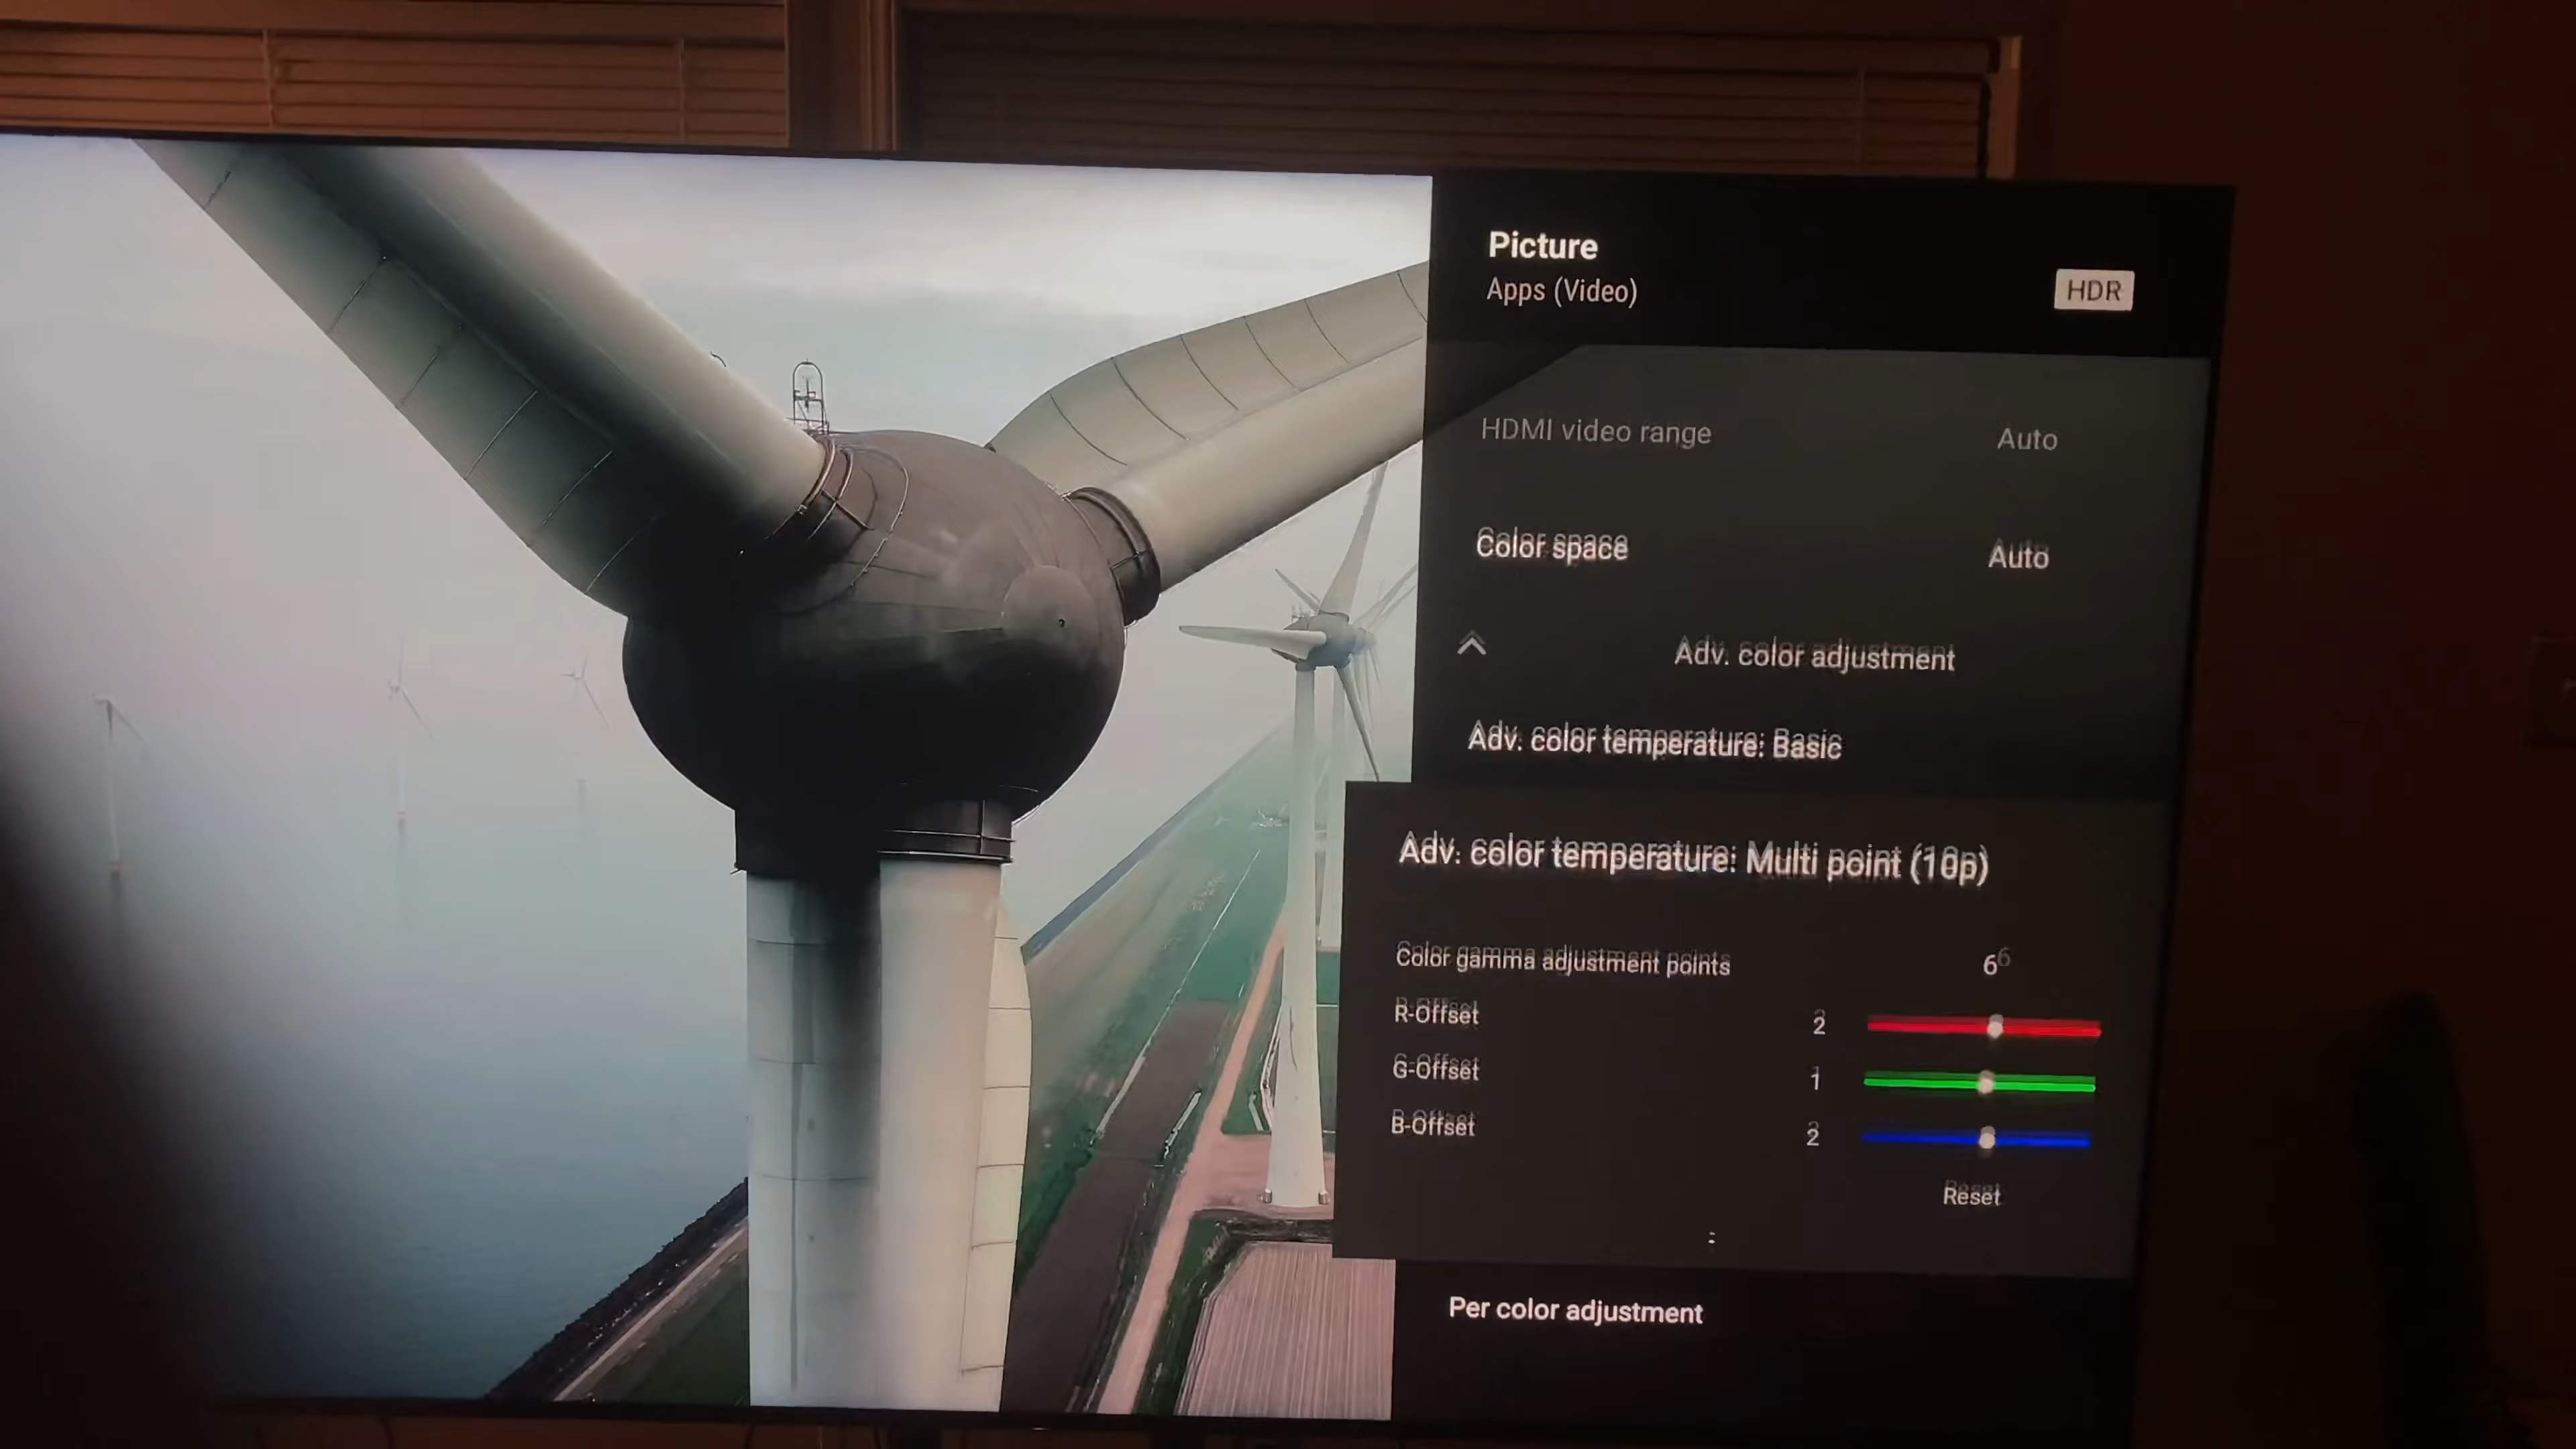 Picture
Apps (Video)
HDR
HDMI video range Auto
Color space Auto
Adv. color adjustment
Adv. color temperature: Basic
Adv. color temperature: Multi point (10p)
Color gamma adjustment points 6
R-Offset 2
G-Offset 1
B-Offset 2
Reset
Per color adjustment